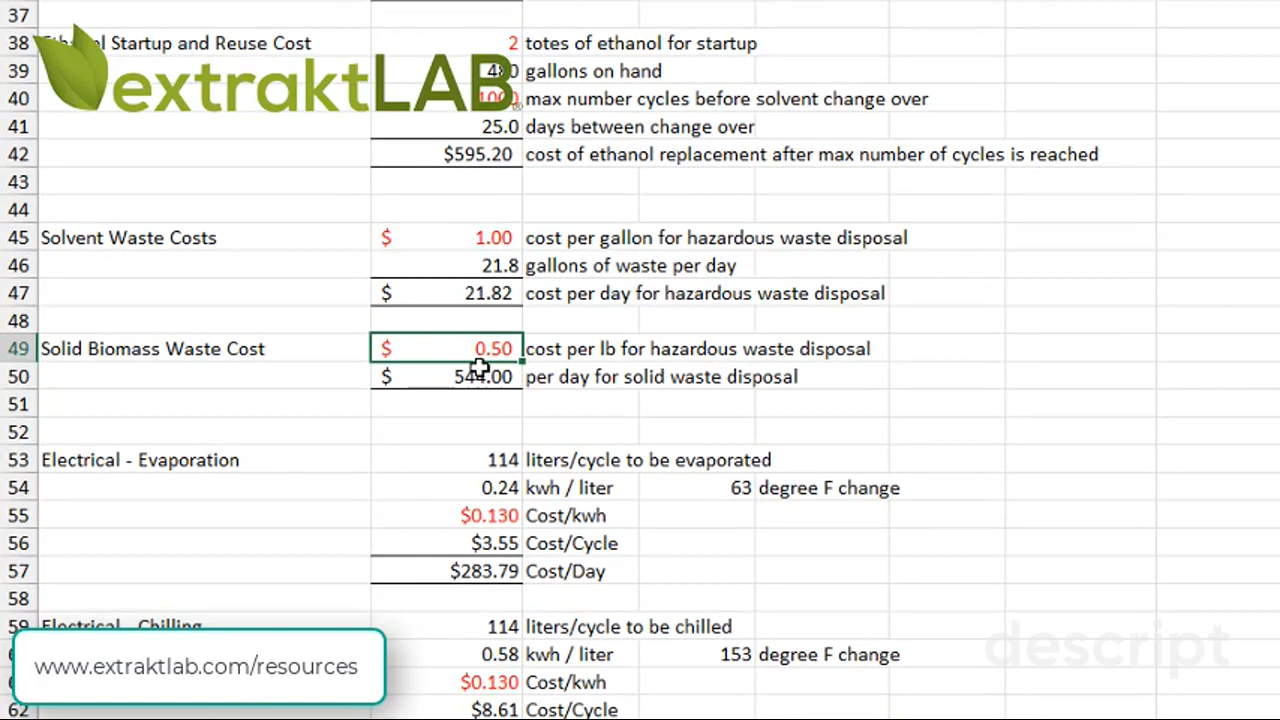 37
38 Ethanol Startup and Reuse Cost 2 totes of ethanol for startup
39 480 gallons on hand
40 1000 max number cycles before solvent change over
extraktLAB®
41 25.0 days between change over
42 $595.20 cost of ethanol replacement after max number of cycles is reached
43
44
45 Solvent Waste Costs $ 1.00 cost per gallon for hazardous waste disposal
46 21.8 gallons of waste per day
47 $ 21.82 cost per day for hazardous waste disposal
48
49 Solid Biomass Waste Cost $ 0.50 cost per lb for hazardous waste disposal
50 $ 544.00 per day for solid waste disposal
51
52
53 Electrical - Evaporation 114 liters/cycle to be evaporated
54 0.24 kwh / liter 63 degree F change
55 $0.130 Cost/kwh
56 $3.55 Cost/Cycle
57 $283.79 Cost/Day
58
59 Electrical - Chilling 114 liters/cycle to be chilled
0.58 kwh / liter 153 degree F change
descript
www.extraktlab.com/resources
$0.130 Cost/kwh
62 $8.61 Cost/Cycle